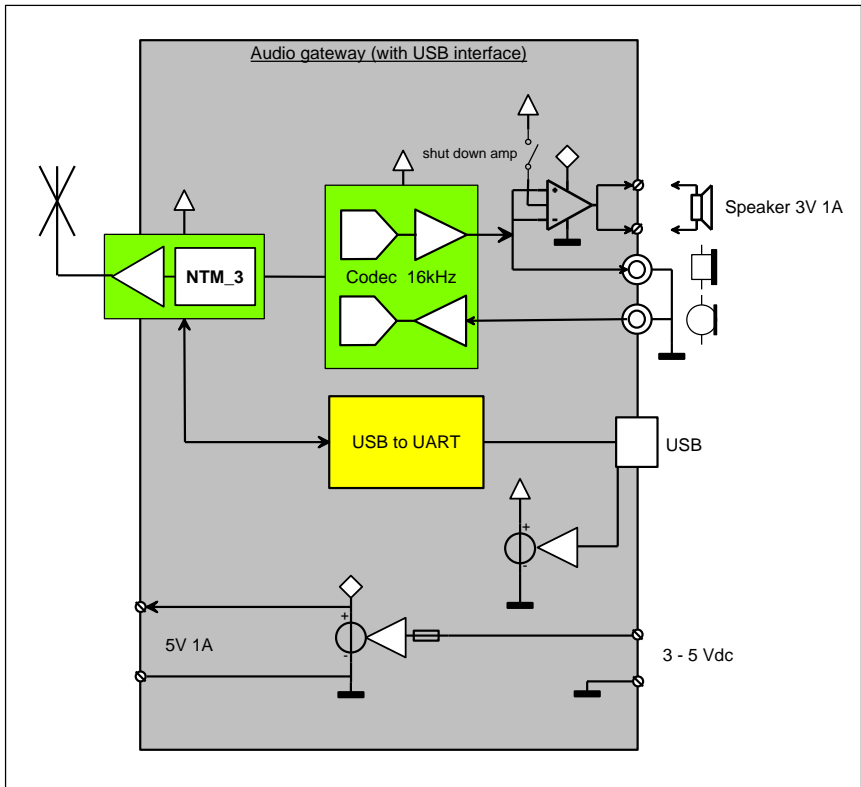 Audio gateway (with USB interface)
shut down amp
+
-
Speaker 3V 1A
NTM_3
Codec 16kHz
USB to UART
USB
+
-
5V 1A
+
-
3 - 5 Vdc